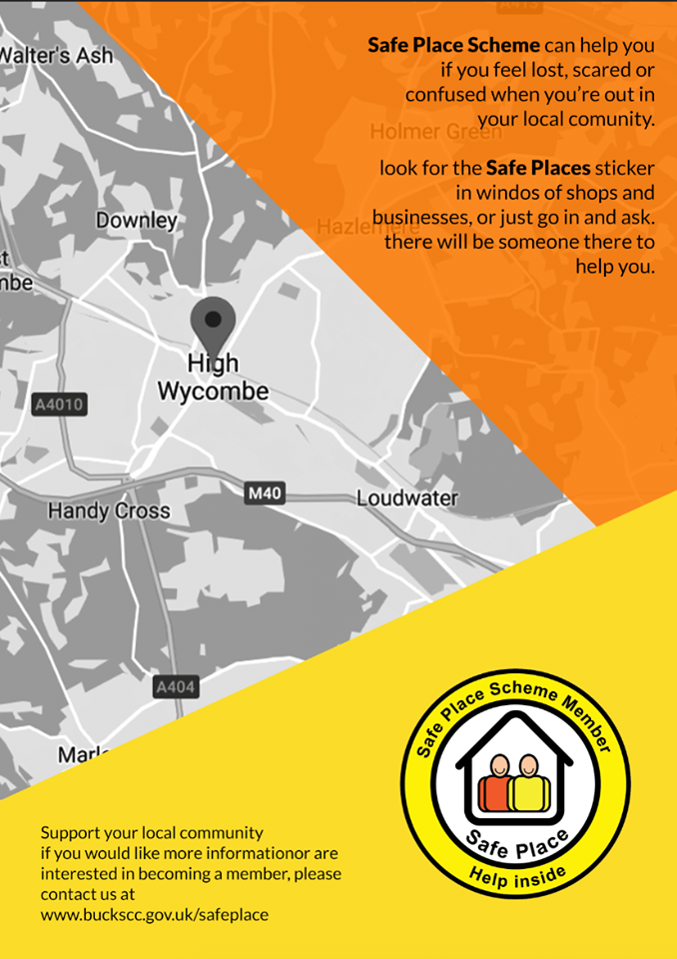 A413
Walter's Ash
Safe Place Scheme can help you
if you feel lost, scared or
confused when you're out in
your local comunity.
Holmer Green
look for the Safe Places sticker
in windos of shops and
businesses, or just go in and ask.
there will be someone there to
help you.
Downley
Hazlemere
High
Wycombe
A4010
M40
Loudwater
Handy Cross
A404
Safe Place Scheme Member
Safe Place
Help inside
Support your local community
if you would like more informationor are
interested in becoming a member, please
contact us at
www.buckscc.gov.uk/safeplace